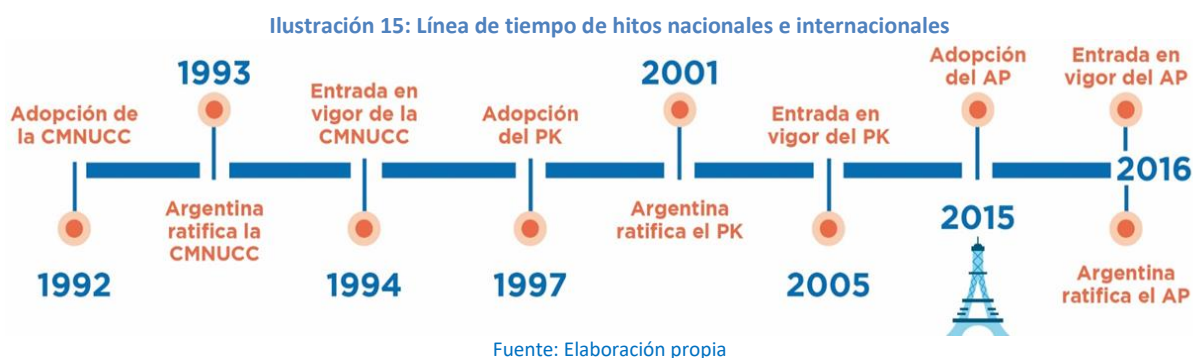 Ilustración 15: Línea de tiempo de hitos nacionales e internacionales
Adopción de
la CMNUCC
1992
1993
Argentina
ratifica la
CMNUCC
Entrada en
vigor de la
CMNUCC
1994
Adopción
del PK
1997
2001
Argentina
ratifica el PK
Entrada en
vigor del PK
2005
Adopción
del AP
2015
Entrada en
vigor del AP
2016
Argentina
ratifica el AP
Fuente: Elaboración propia